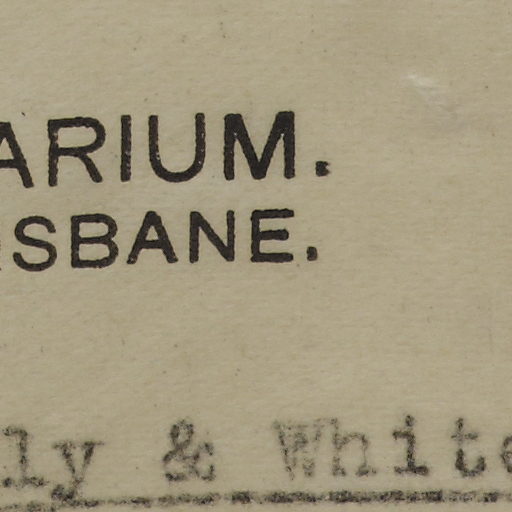 ARIUM.
SBANE.
ly & White